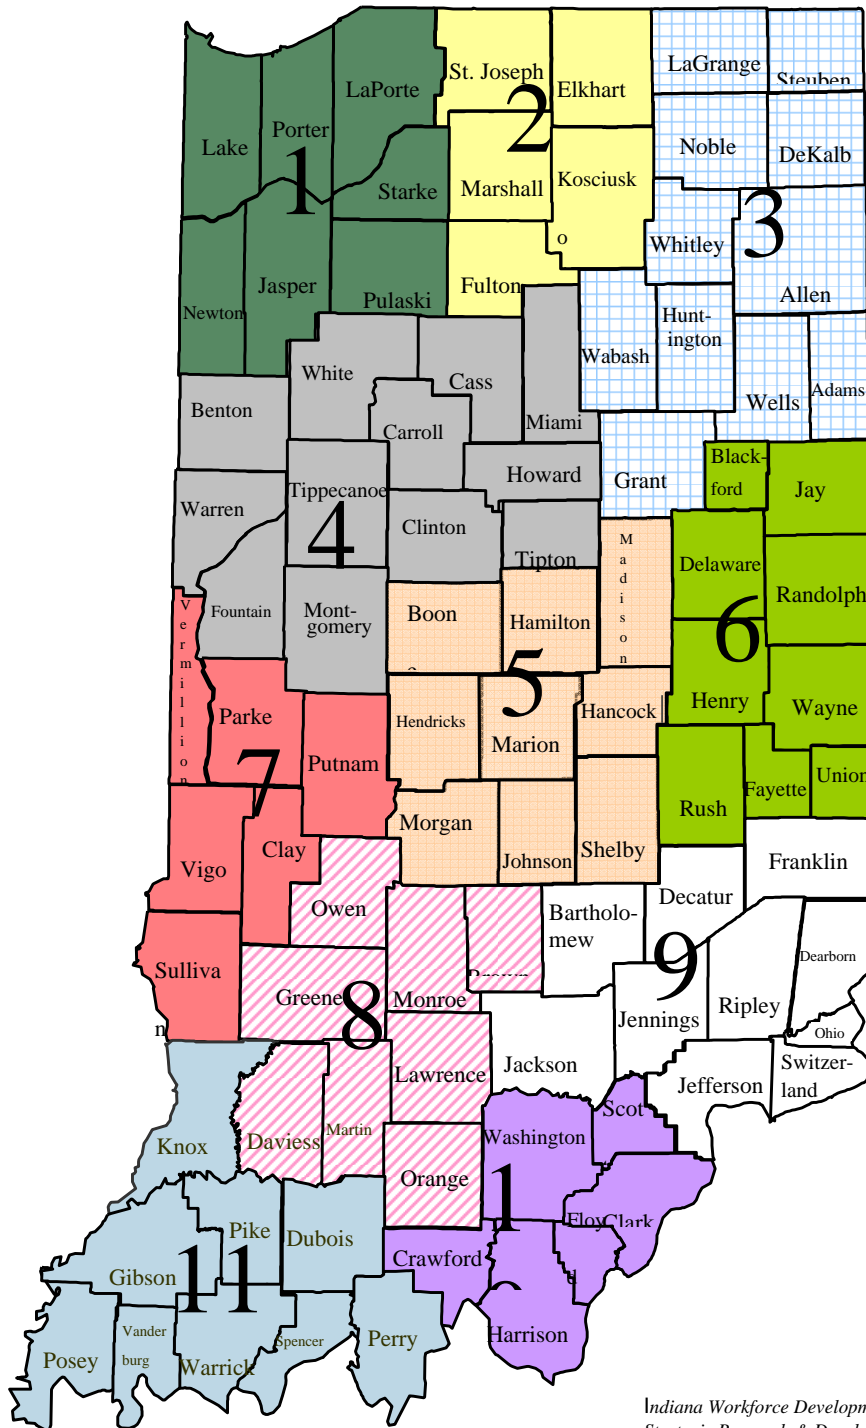 LaGrange
Steuben
St. Joseph
Elkhart
LaPorte
Porter
Lake
1
Starke
2
Marshall
Kosciusk
o
Noble
DeKalb
Whitley
3
Allen
Newton
Jasper
Pulaski
Fulton
Wabash
Hunt-
ington
Wells
Adams
White
Cass
Benton
Carroll
Miami
Howard
Grant
Black-
ford
Jay
Warren
Tippecanoe
4
Clinton
Tipton
Madison
Delaware
Randolph
6
Vermillion
Fountain
Mont-
gomery
Boon
Hamilton
5
Henry
Wayne
Parke
7
Putnam
Hendricks
Marion
Hancock
Rush
Fayette
Union
Vigo
Clay
Morgan
Johnson
Shelby
Franklin
Owen
Bartholo-
mew
Decatur
9
Dearborn
Sulliva
n
Greene
8
Monroe
Brown
Jennings
Ripley
Ohio
Jackson
Lawrence
Jefferson
Switzer-
land
Knox
Daviess
Martin
Orange
Washington
Scot
1
Floy
d
Clark
Pike
Dubois
11
Gibson
Crawford
Harrison
Posey
Vander
burg
Warrick
Spencer
Perry
Indiana Workforce Developm